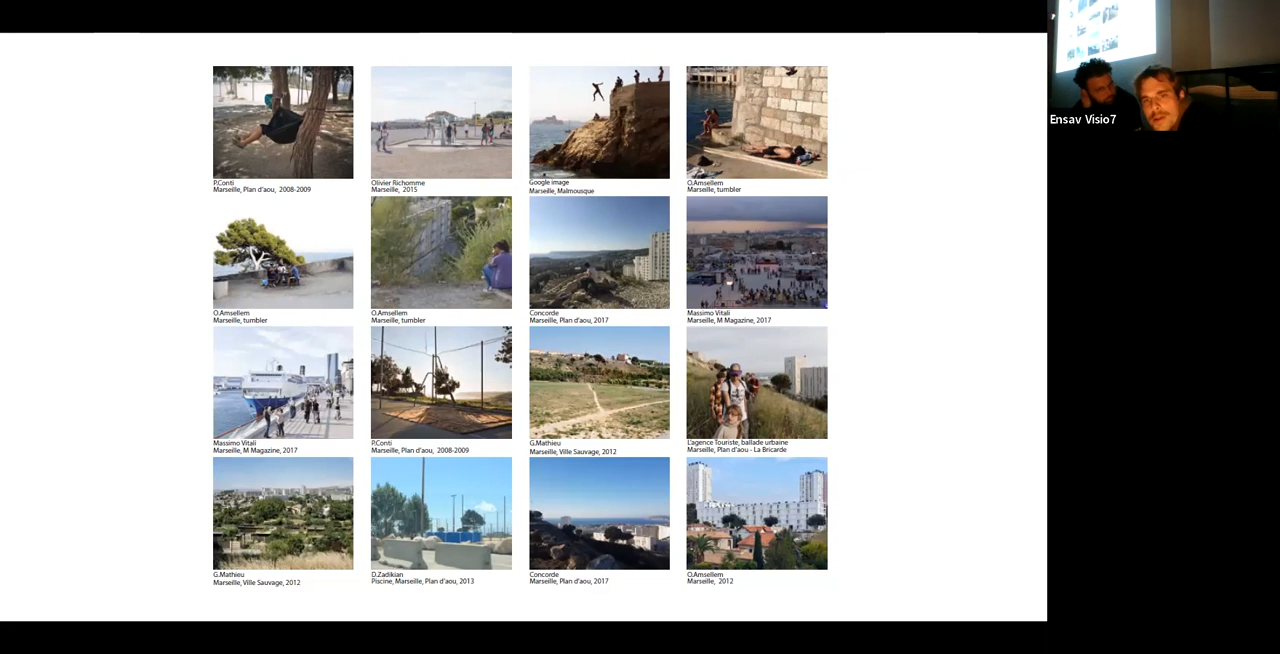 Ensav Visio7
P.Conti
Marseille, Plan d'aou, 2008-2009
Olivier Richomme
Marseille, 2015
Google image
Marseille, Malmousque
O.Amsellem
Marseille, tumbler
O.Amsellem
Marseille, tumbler
O.Amsellem
Marseille, tumbler
Concorde
Marseille, Plan d'aou, 2017
Massimo Vitali
Marseille, M Magazine, 2017
Massimo Vitali
Marseille, M Magazine, 2017
P.Conti
Marseille, Plan d'aou, 2008-2009
G.Mathieu
Marseille, Ville Sauvage, 2012
L'agence Touriste, ballade urbaine
Marseille, Plan d'aou - La Bricarde
G.Mathieu
Marseille, Ville Sauvage, 2012
D.Zadikian
Piscine, Marseille, Plan d'aou, 2013
Concorde
Marseille, Plan d'aou, 2017
O.Amsellem
Marseille, 2012